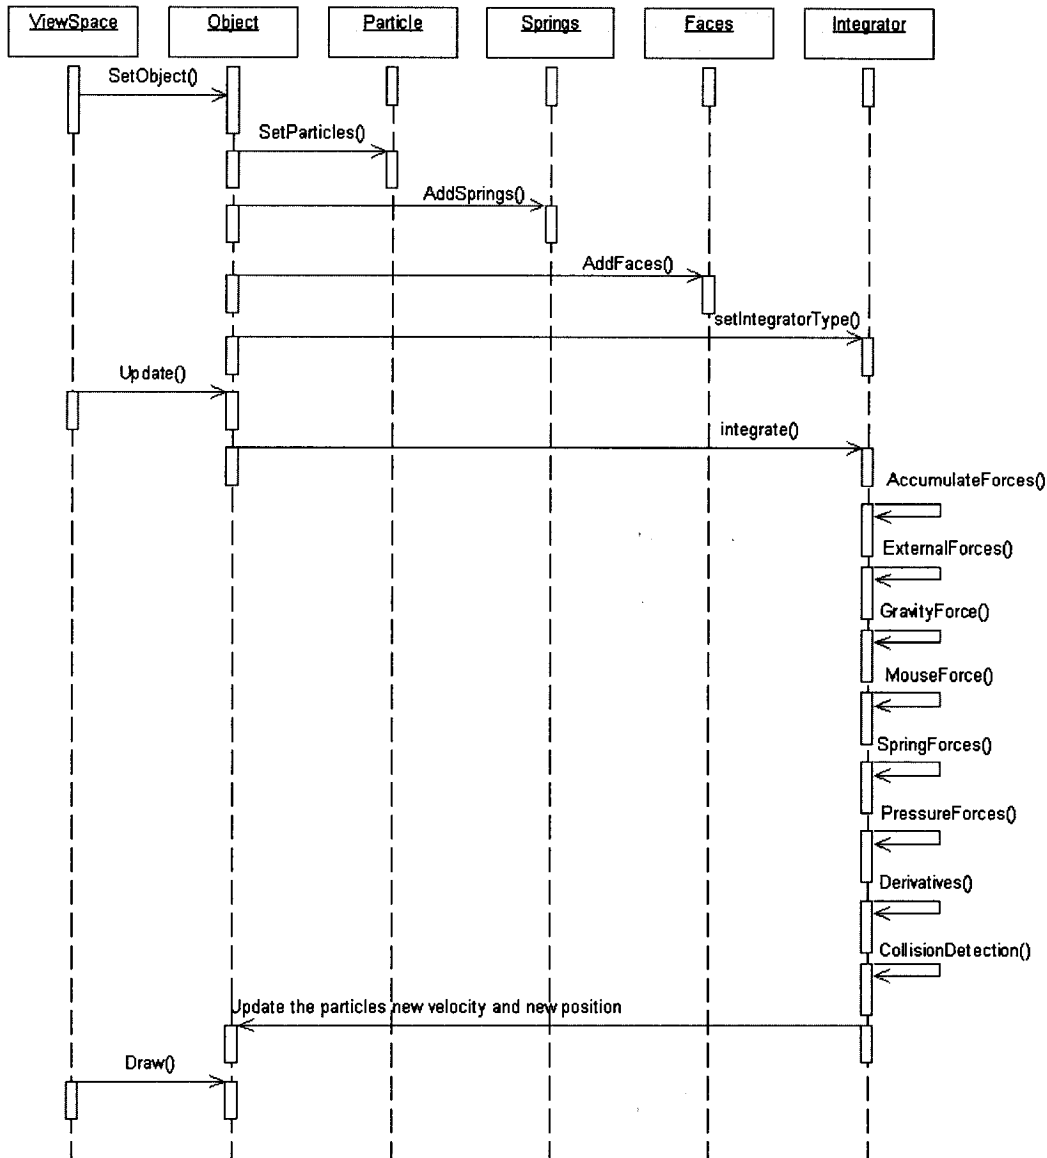 ViewSpace
Object
Particle
Springs
Faces
Integrator
SetObject()
SetParticles()
AddSprings()
AddFaces()
setIntegratorType()
Update()
integrate()
AccumulateForces()
ExternalForces()
GravityForce()
MouseForce()
SpringForces()
PressureForces()
Derivatives()
CollisionDetection()
Update the particles new velocity and new position
Draw()